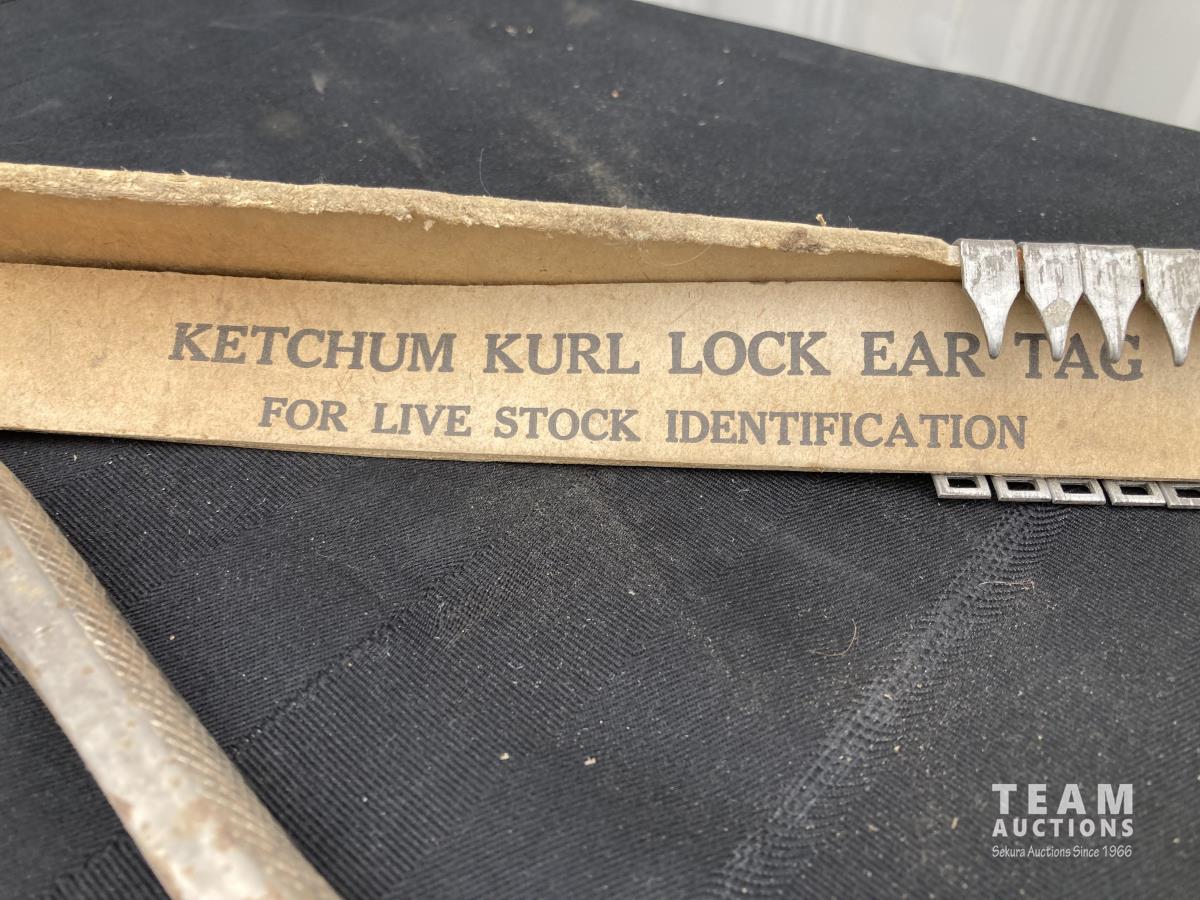 KETCHUM KURL LOCK EAR TAG
FOR LIVE STOCK IDENTIFICATION
TEAM
AUCTIONS
Sekura Auctions Since 1966